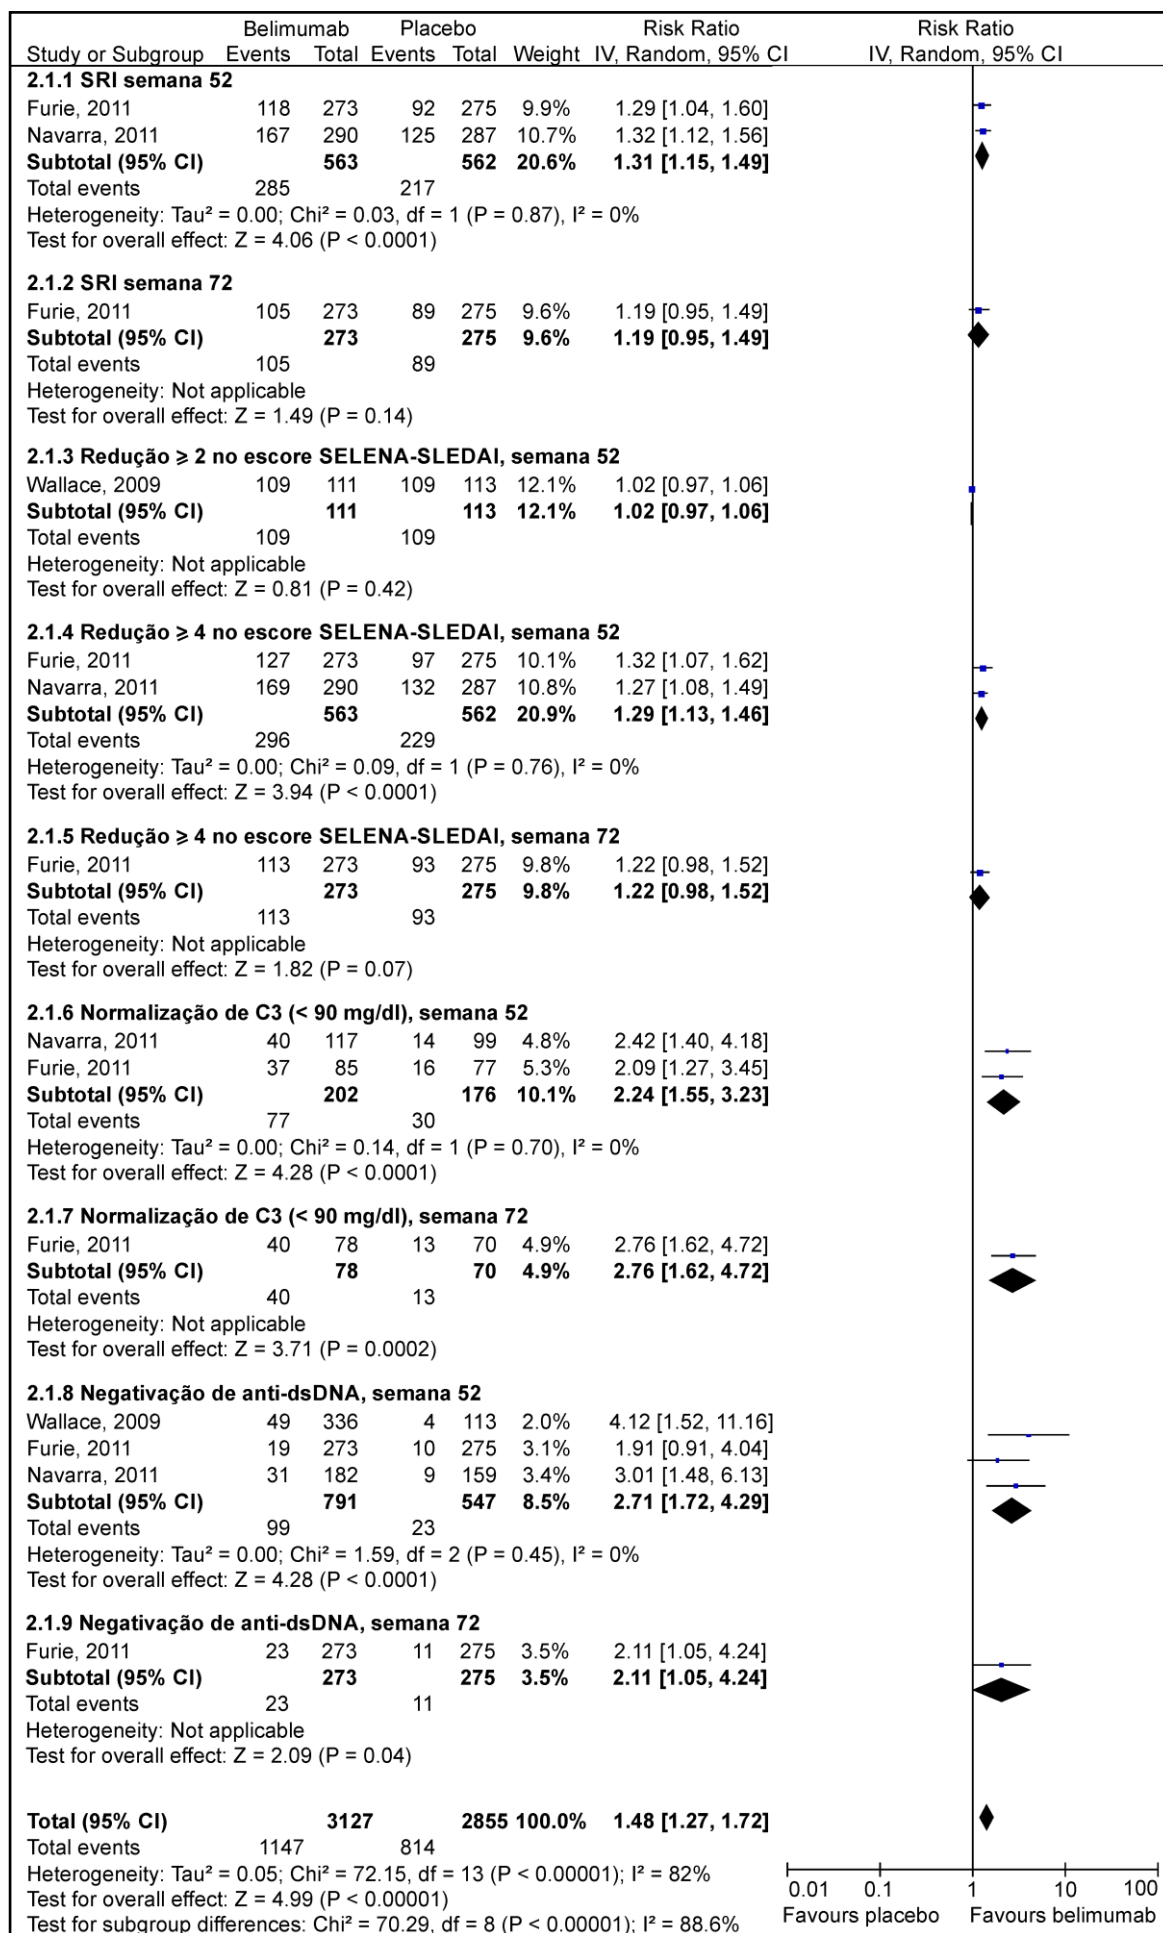 Belimumab Placebo Risk Ratio Risk Ratio
Study or Subgroup Events Total Events Total Weight IV, Random, 95% CI IV, Random, 95% CI
2.1.1 SRI semana 52
Furie, 2011 118 273 92 275 9.9% 1.29 [1.04, 1.60]
Navarra, 2011 167 290 125 287 10.7% 1.32 [1.12, 1.56]
Subtotal (95% CI) 563 562 20.6% 1.31 [1.15, 1.49]
Total events 285 217
Heterogeneity: Tau² = 0.00; Chi² = 0.03, df = 1 (P = 0.87), I² = 0%
Test for overall effect: Z = 4.06 (P < 0.0001)
2.1.2 SRI semana 72
Furie, 2011 105 273 89 275 9.6% 1.19 [0.95, 1.49]
Subtotal (95% CI) 273 275 9.6% 1.19 [0.95, 1.49]
Total events 105 89
Heterogeneity: Not applicable
Test for overall effect: Z = 1.49 (P = 0.14)
2.1.3 Redução ⩾ 2 no escore SELENA-SLEDAI, semana 52
Wallace, 2009 109 111 109 113 12.1% 1.02 [0.97, 1.06]
Subtotal (95% CI) 111 113 12.1% 1.02 [0.97, 1.06]
Total events 109 109
Heterogeneity: Not applicable
Test for overall effect: Z = 0.81 (P = 0.42)
2.1.4 Redução ⩾ 4 no escore SELENA-SLEDAI, semana 52
Furie, 2011 127 273 97 275 10.1% 1.32 [1.07, 1.62]
Navarra, 2011 169 290 132 287 10.8% 1.27 [1.08, 1.49]
Subtotal (95% CI) 563 562 20.9% 1.29 [1.13, 1.46]
Total events 296 229
Heterogeneity: Tau² = 0.00; Chi² = 0.09, df = 1 (P = 0.76), I² = 0%
Test for overall effect: Z = 3.94 (P < 0.0001)
2.1.5 Redução ⩾ 4 no escore SELENA-SLEDAI, semana 72
Furie, 2011 113 273 93 275 9.8% 1.22 [0.98, 1.52]
Subtotal (95% CI) 273 275 9.8% 1.22 [0.98, 1.52]
Total events 113 93
Heterogeneity: Not applicable
Test for overall effect: Z = 1.82 (P = 0.07)
2.1.6 Normalização de C3 (< 90 mg/dl), semana 52
Navarra, 2011 40 117 14 99 4.8% 2.42 [1.40, 4.18]
Furie, 2011 37 85 16 77 5.3% 2.09 [1.27, 3.45]
Subtotal (95% CI) 202 176 10.1% 2.24 [1.55, 3.23]
Total events 77 30
Heterogeneity: Tau² = 0.00; Chi² = 0.14, df = 1 (P = 0.70), I² = 0%
Test for overall effect: Z = 4.28 (P < 0.0001)
2.1.7 Normalização de C3 (< 90 mg/dl), semana 72
Furie, 2011 40 78 13 70 4.9% 2.76 [1.62, 4.72]
Subtotal (95% CI) 78 70 4.9% 2.76 [1.62, 4.72]
Total events 40 13
Heterogeneity: Not applicable
Test for overall effect: Z = 3.71 (P = 0.0002)
2.1.8 Negativação de anti-dsDNA, semana 52
Wallace, 2009 49 336 4 113 2.0% 4.12 [1.52, 11.16]
Furie, 2011 19 273 10 275 3.1% 1.91 [0.91, 4.04]
Navarra, 2011 31 182 9 159 3.4% 3.01 [1.48, 6.13]
Subtotal (95% CI) 791 547 8.5% 2.71 [1.72, 4.29]
Total events 99 23
Heterogeneity: Tau² = 0.00; Chi² = 1.59, df = 2 (P = 0.45), I² = 0%
Test for overall effect: Z = 4.28 (P < 0.0001)
2.1.9 Negativação de anti-dsDNA, semana 72
Furie, 2011 23 273 11 275 3.5% 2.11 [1.05, 4.24]
Subtotal (95% CI) 273 275 3.5% 2.11 [1.05, 4.24]
Total events 23 11
Heterogeneity: Not applicable
Test for overall effect: Z = 2.09 (P = 0.04)
Total (95% CI) 3127 2855 100.0% 1.48 [1.27, 1.72]
Total events 1147 814
Heterogeneity: Tau² = 0.05; Chi² = 72.15, df = 13 (P < 0.00001); I² = 82%
Test for overall effect: Z = 4.99 (P < 0.00001)
Test for subgroup differences: Chi² = 70.29, df = 8 (P < 0.00001); I² = 88.6%
0.01 0.1 1 10 100
Favours placebo Favours belimumab